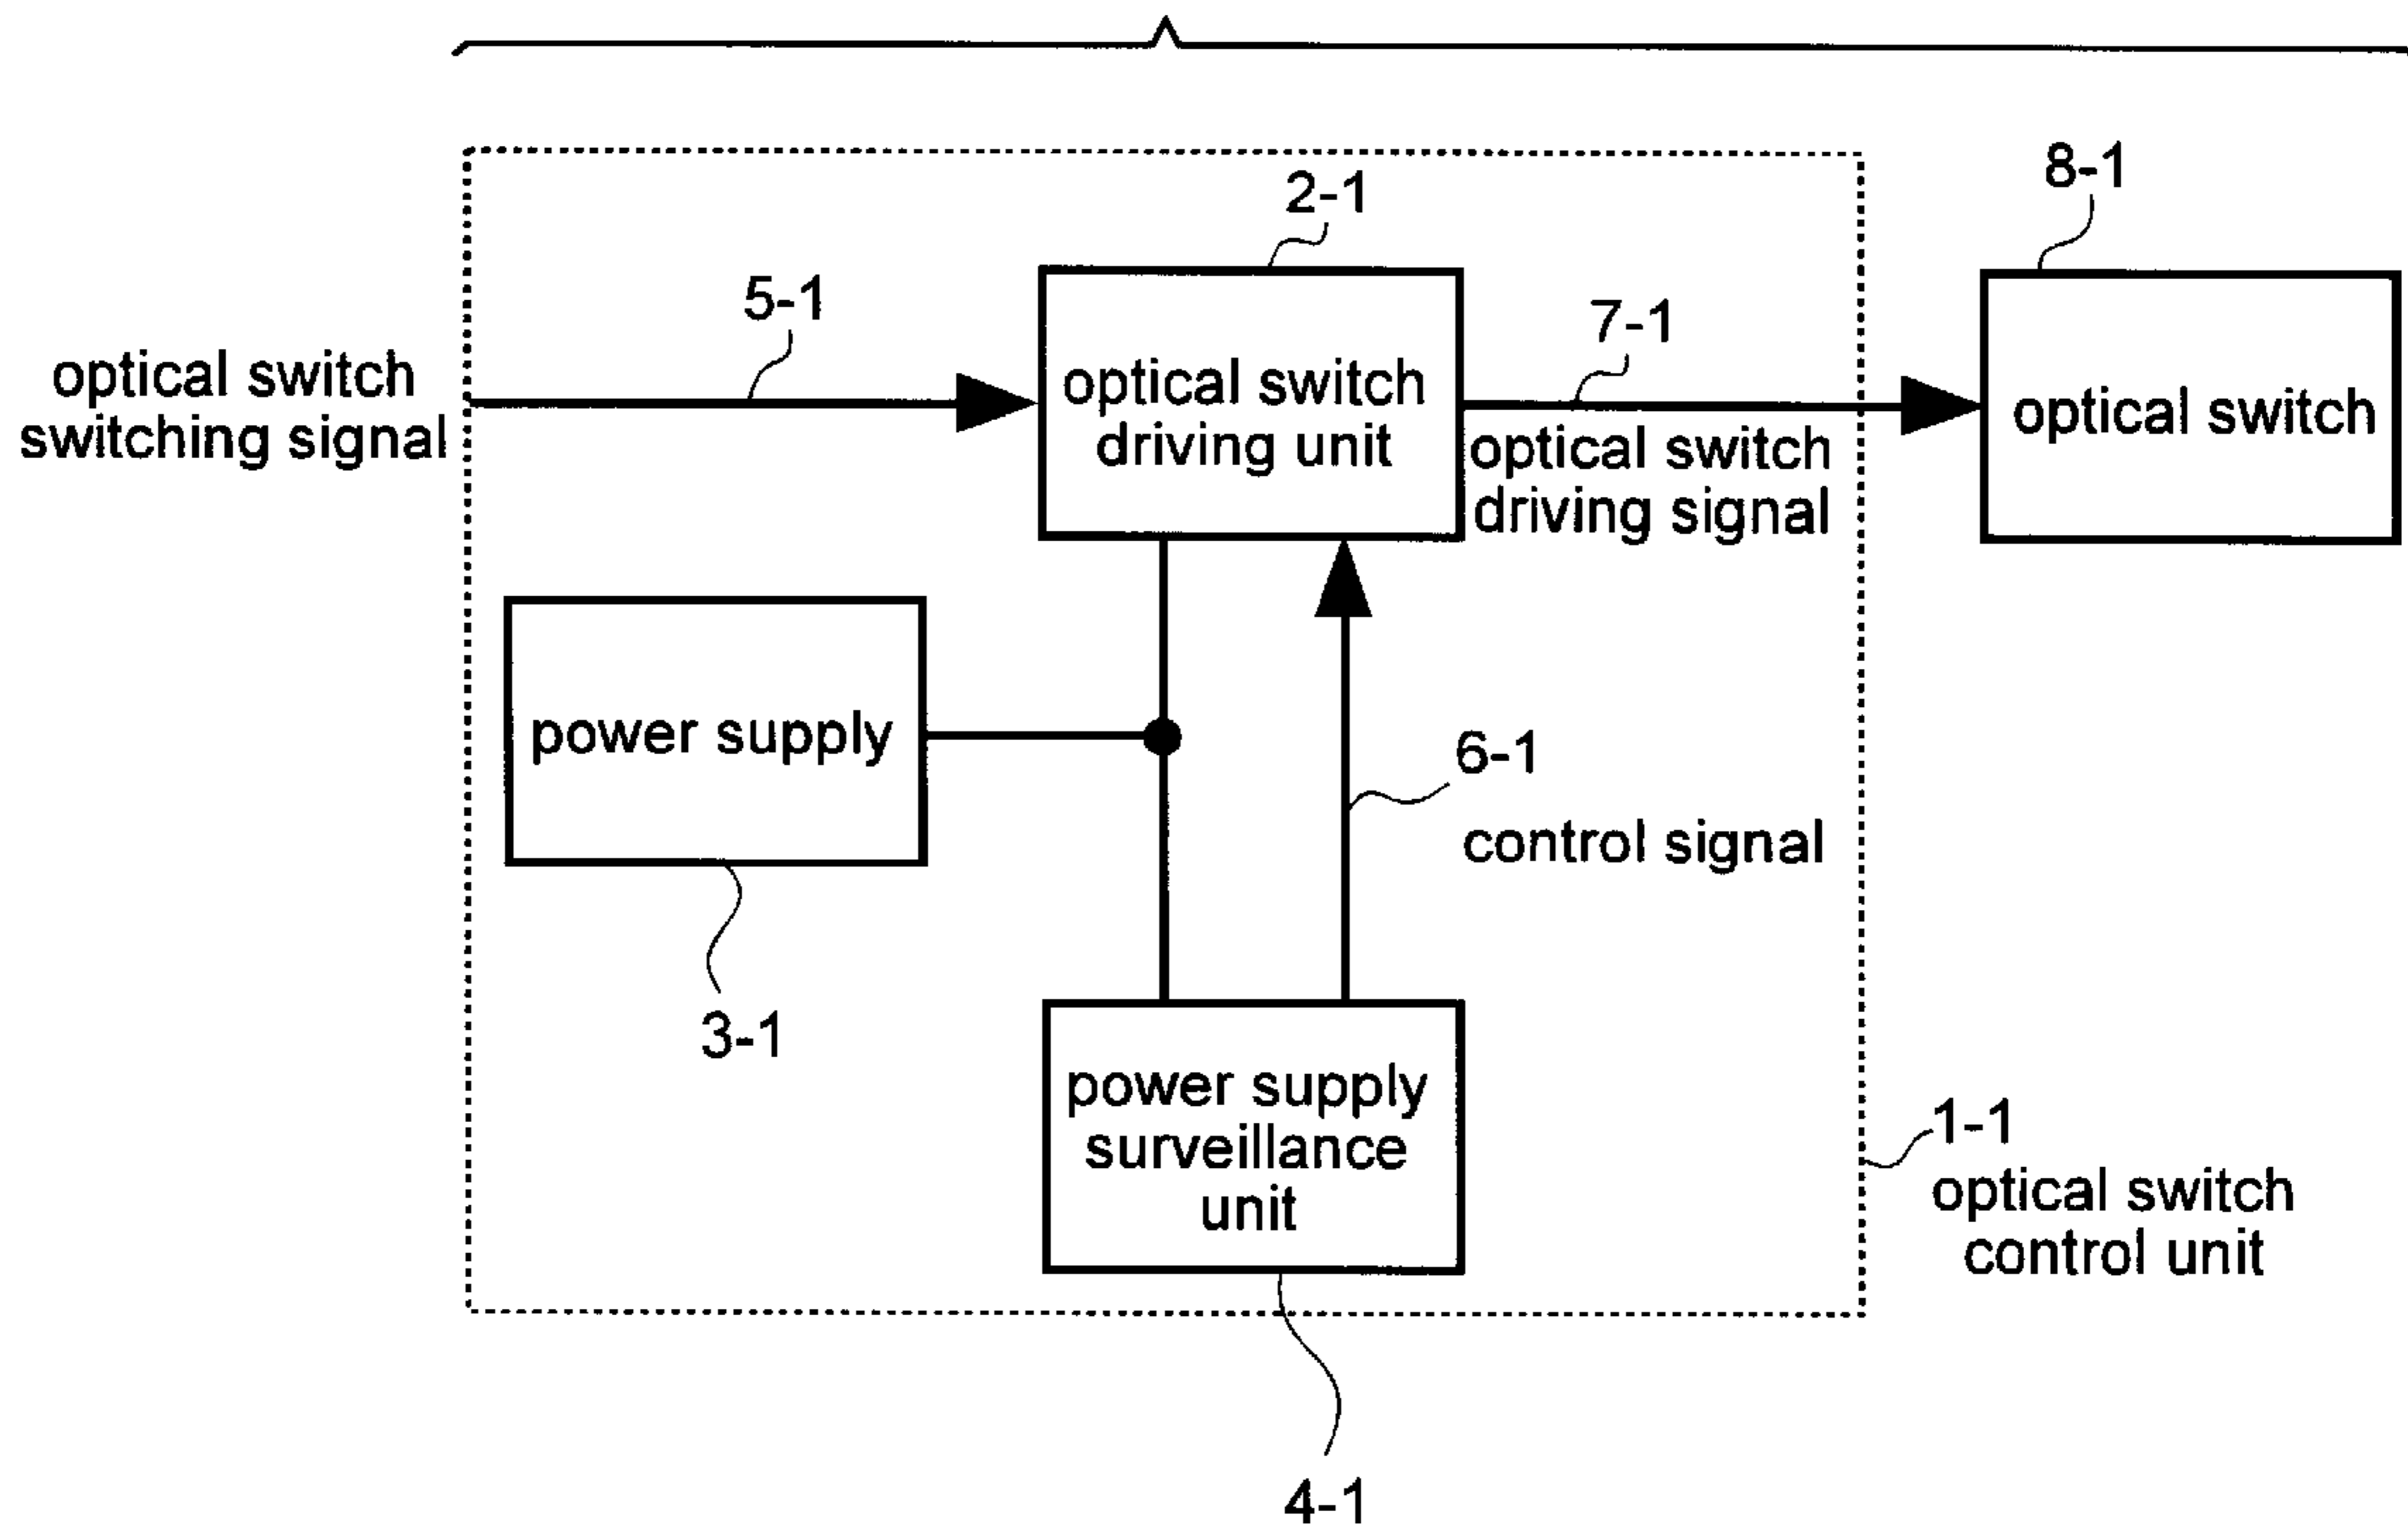 8-1
2-1
5-1
7-1
optical switch
switching signal
optical switch
driving unit
optical switch
driving signal
optical switch
power supply
6-1
control signal
3-1
power supply
surveillance
unit
1-1
optical switch
control unit
4-1